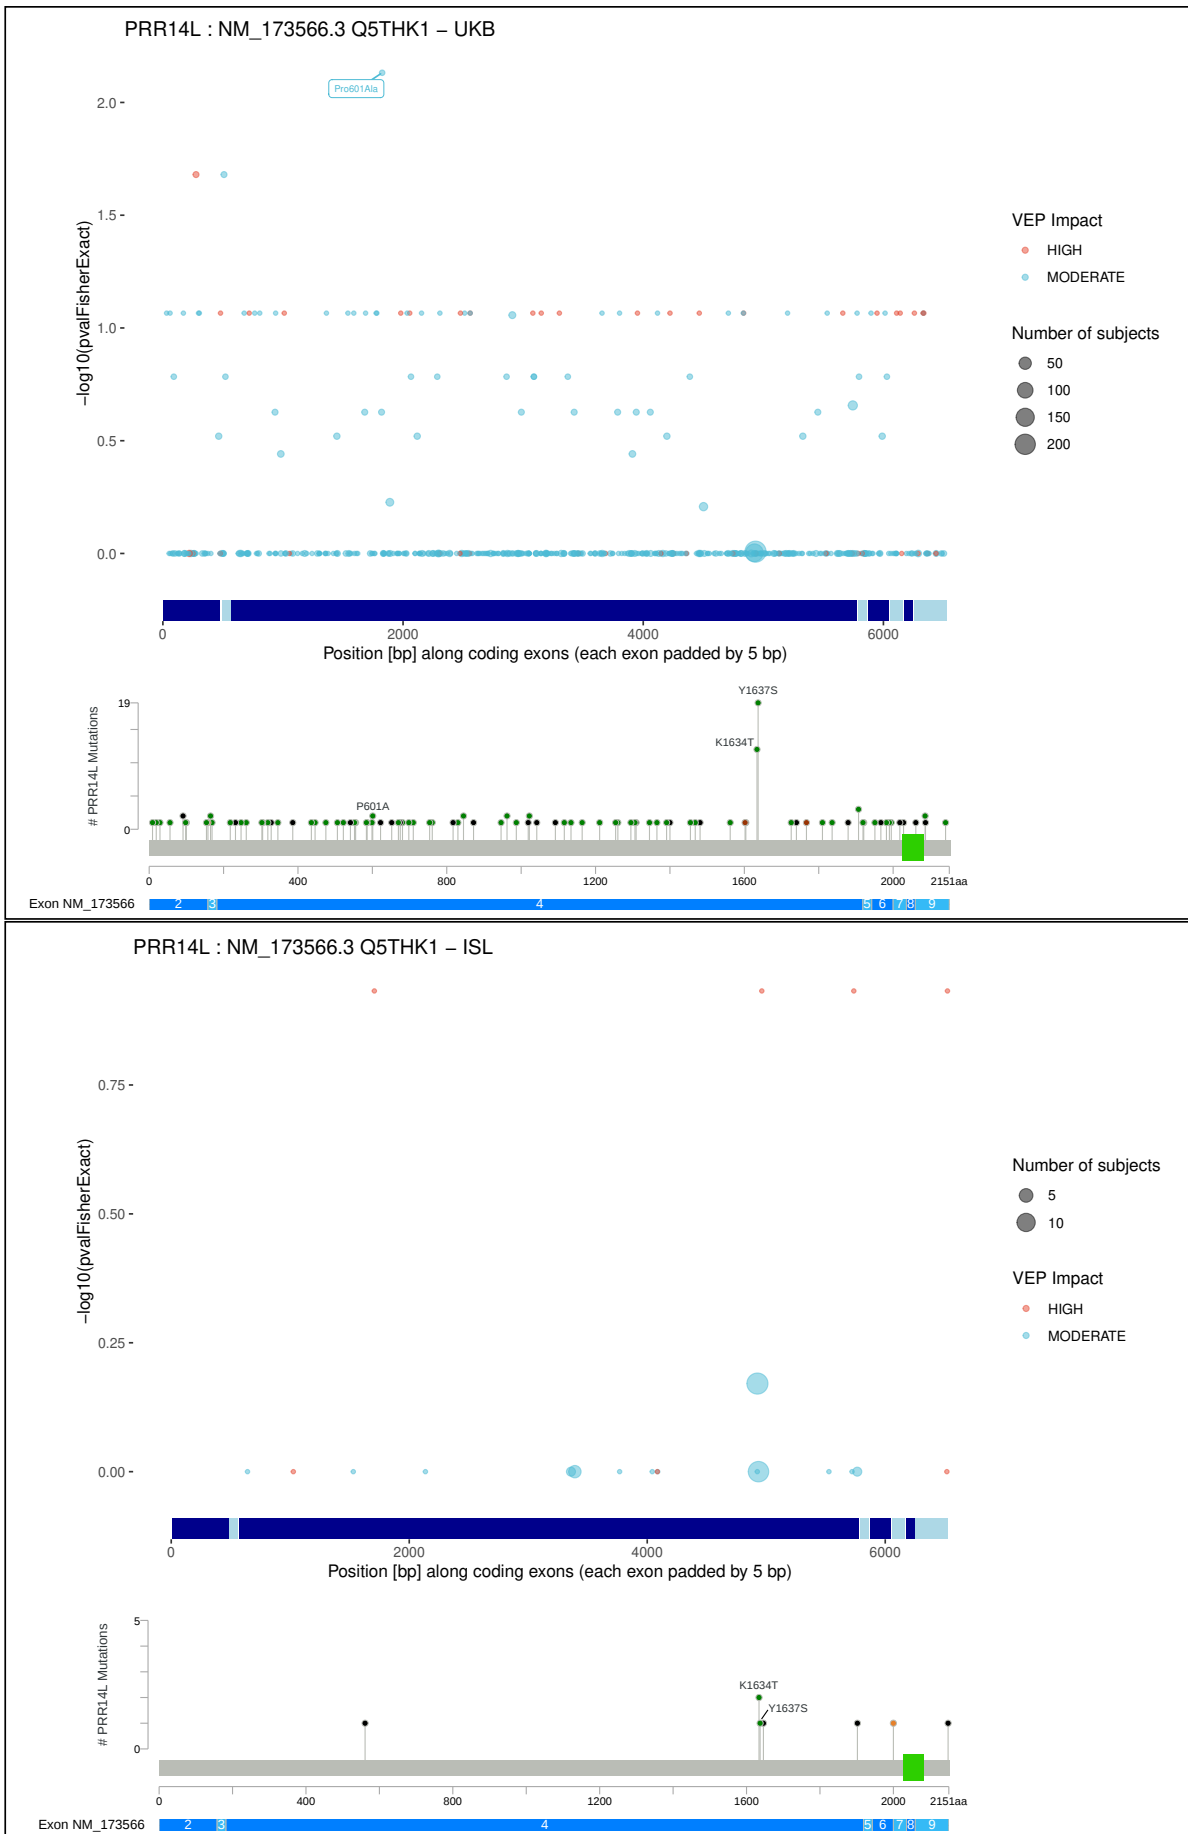 PRR14L : NM_173566.3 Q5THK1 – UKB
Pro601Ala
2.0
1.5
1.0
0.5
0.0
−log10(pvalFisherExact)
VEP Impact
HIGH
MODERATE
Number of subjects
50
100
150
200
0 2000 4000 6000
Position [bp] along coding exons (each exon padded by 5 bp)
# PRR14L Mutations
19
0
Y1637S
K1634T
P601A
0 400 800 1200 1600 2000 2151aa
Exon NM_173566 2 3 4 5 6 7 8 9
PRR14L : NM_173566.3 Q5THK1 – ISL
0.75
0.50
0.25
0.00
−log10(pvalFisherExact)
Number of subjects
5
10
VEP Impact
HIGH
MODERATE
0 2000 4000 6000
Position [bp] along coding exons (each exon padded by 5 bp)
# PRR14L Mutations
5
0
K1634T
Y1637S
0 400 800 1200 1600 2000 2151aa
Exon NM_173566 2 3 4 5 6 7 8 9